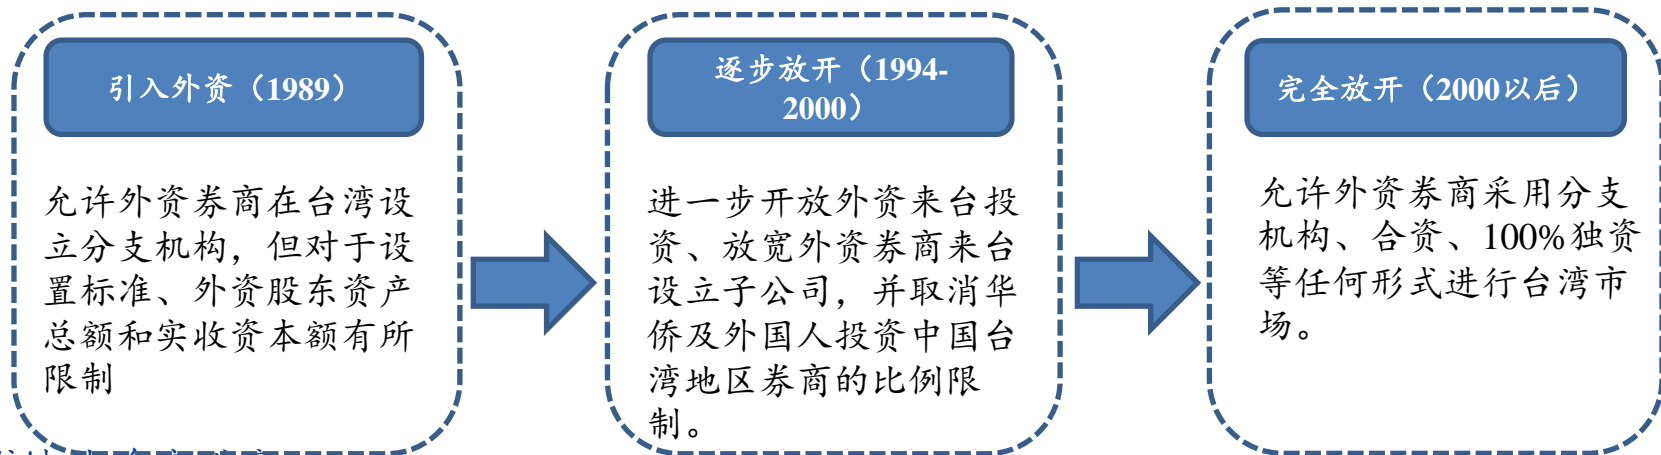 引入外资（1989）
允许外资券商在台湾设
立分支机构，但对于设
置标准、外资股东资产
总额和实收资本额有所
限制
逐步放开（1994-
2000）
进一步开放外资来台投
资、放宽外资券商来台
设立子公司，并取消华
侨及外国人投资中国台
湾地区券商的比例限
制。
完全放开（2000以后）
允许外资券商采用分支
机构、合资、100%独资
等任何形式进行台湾市
场。